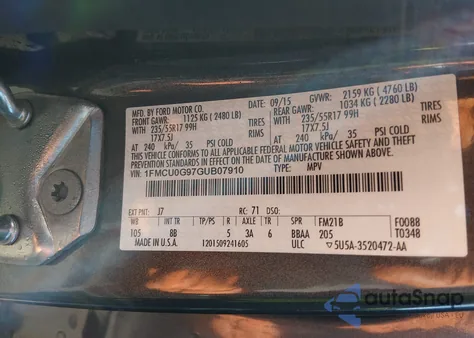 MFD. BY FORD MOTOR CO.
09/15 GVWR: 2159 KG ( 4760 LB)
FRONT GAWR: 1125 KG ( 2480 LB) REAR GAWR: 1034 KG ( 2280 LB)
WITH 235/55R17 99H TIRES WITH 235/55R17 99H TIRES
17X7.5J RIMS 17X7.5J RIMS
AT 240 kPa/ 35 PSI COLD AT 240 kPa/ 35 PSI COLD
THIS VEHICLE CONFORMS TO ALL APPLICABLE FEDERAL MOTOR VEHICLE SAFETY AND BUMPER STANDARDS IN EFFECT ON THE DATE OF MANUFACTURE SHOWN ABOVE.
VIN: 1FMCU0G97GUB07910 TYPE: MPV
EXT PNT: J7 RC: 71 DSO:
WB INT TR TP/PS R AXLE TR SPR FM21B F0088
105 8B 5 3A 6 BBAA 205 T0348
MADE IN U.S.A. 1201509241605 ULC 5U5A-3520472-AA
autoSnap